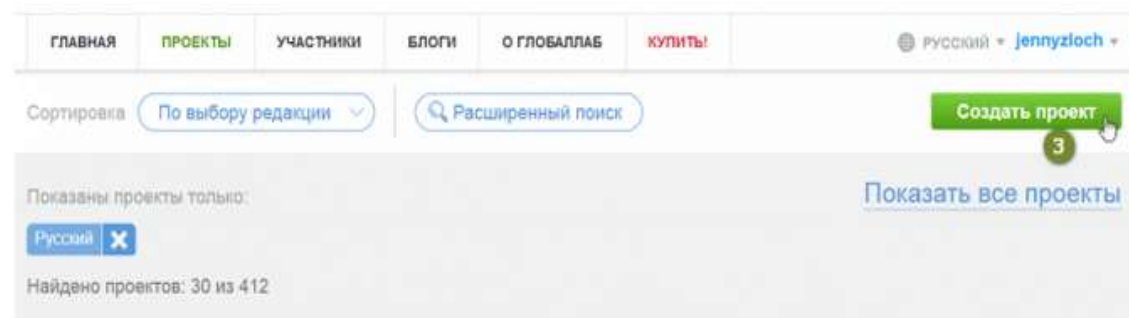 ГЛАВНАЯ ПРОЕКТЫ УЧАСТНИКИ БЛОГИ О ГЛОБАЛЛАБ КУПИТЬ! РУССКИЙ jennyzloch
Сортировка По выбору редакции Расширенный поиск Создать проект
3
Показаны проекты только: Показать все проекты
Русский
Найдено проектов: 30 из 412